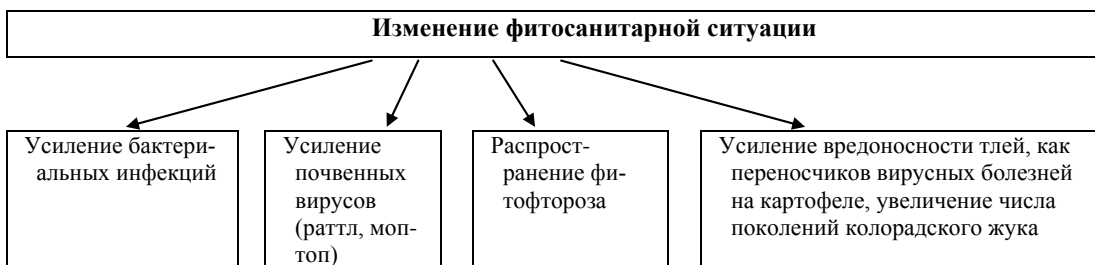 Изменение фитосанитарной ситуации
Усиление бактери-
альных инфекций
Усиление
почвенных
вирусов
(раттл, моп-
топ)
Распрост-
ранение фи-
тофтороза
Усиление вредоносности тлей, как
переносчиков вирусных болезней
на картофеле, увеличение числа
поколений колорадского жука